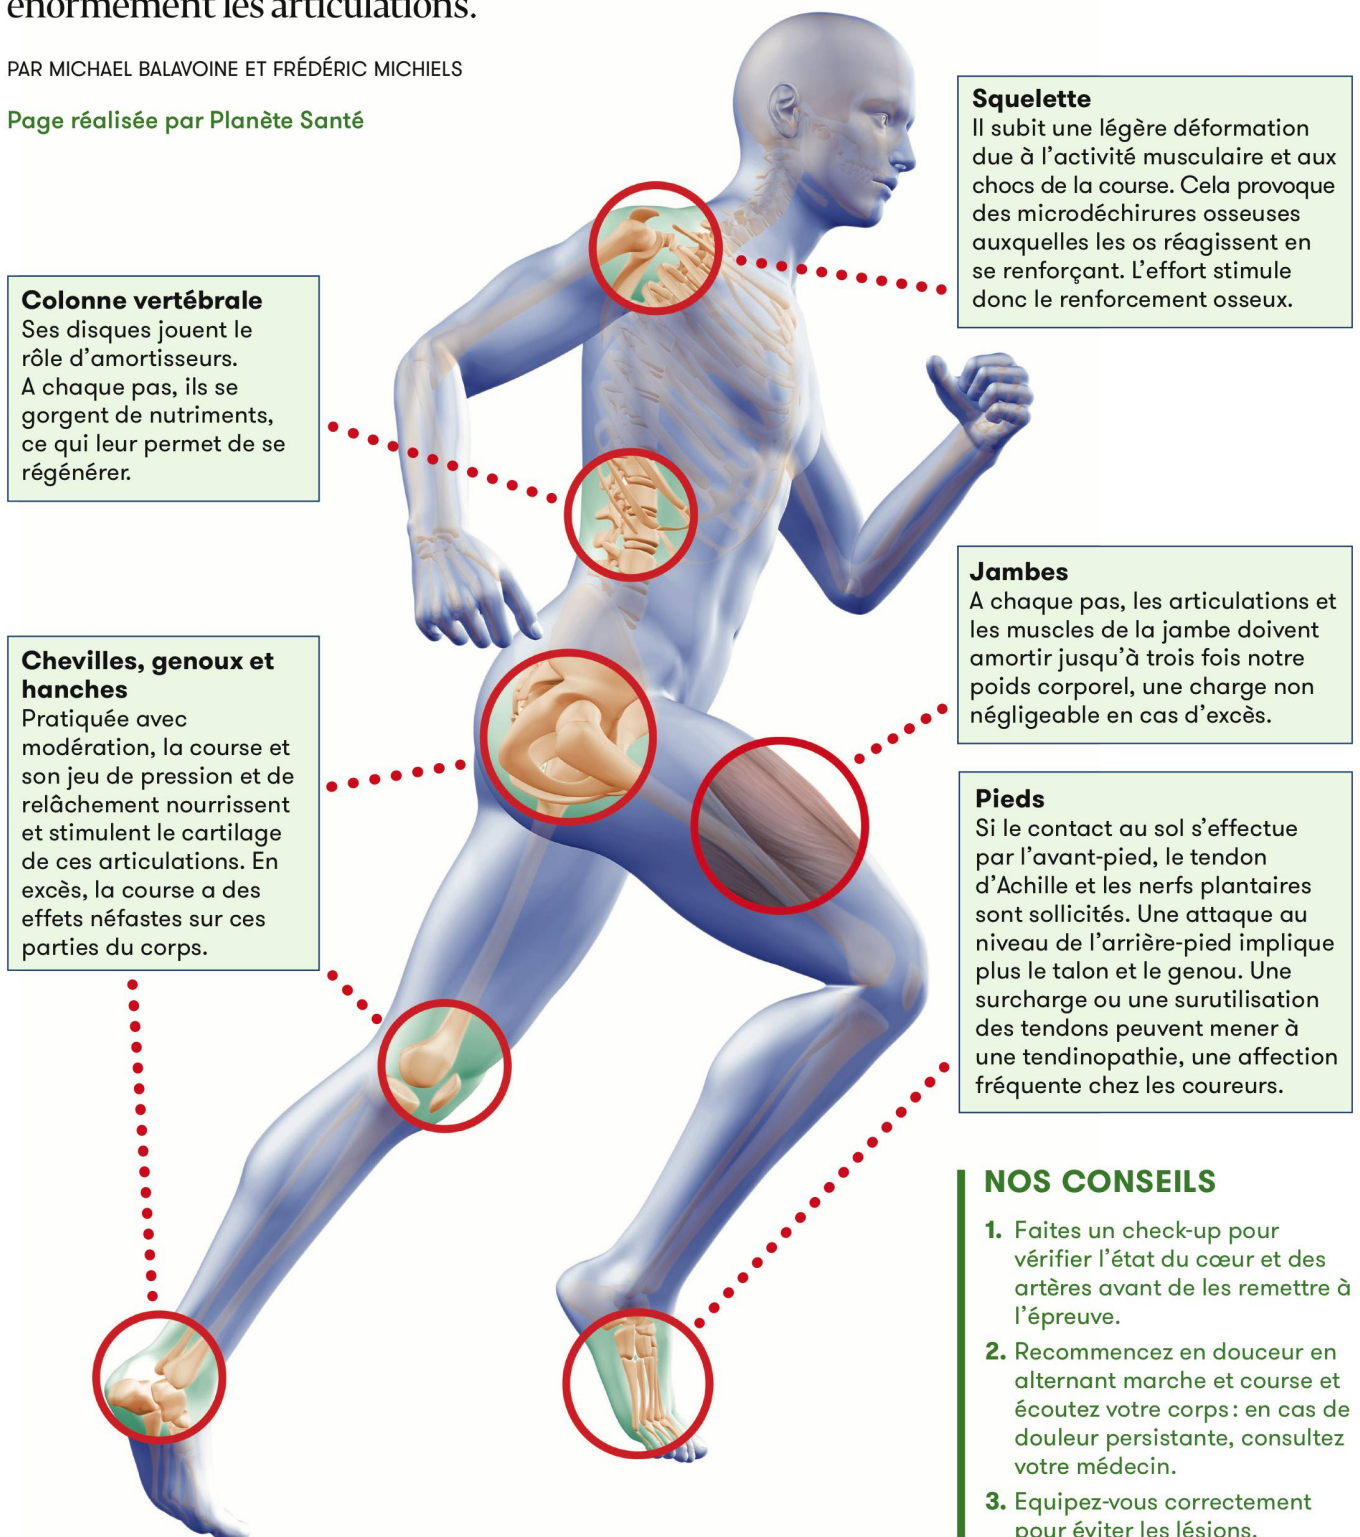 énormément les articulations.
PAR MICHAEL BALAVOINE ET FRÉDÉRIC MICHIELS
Page réalisée par Planète Santé
Squelette
Il subit une légère déformation
due à l’activité musculaire et aux
chocs de la course. Cela provoque
des microdéchirures osseuses
auxquelles les os réagissent en
se renforçant. L’effort stimule
donc le renforcement osseux.
Colonne vertébrale
Ses disques jouent le
rôle d’amortisseurs.
A chaque pas, ils se
gorgent de nutriments,
ce qui leur permet de se
régénérer.
Jambes
A chaque pas, les articulations et
les muscles de la jambe doivent
amortir jusqu’à trois fois notre
poids corporel, une charge non
négligeable en cas d’excès.
Chevilles, genoux et
hanches
Pratiquée avec
modération, la course et
son jeu de pression et de
relâchement nourrissent
et stimulent le cartilage
de ces articulations. En
excès, la course a des
effets néfastes sur ces
parties du corps.
Pieds
Si le contact au sol s’effectue
par l’avant-pied, le tendon
d’Achille et les nerfs plantaires
sont sollicités. Une attaque au
niveau de l’arrière-pied implique
plus le talon et le genou. Une
surcharge ou une surutilisation
des tendons peuvent mener à
une tendinopathie, une affection
fréquente chez les coureurs.
NOS CONSEILS
1. Faites un check-up pour
vérifier l’état du cœur et des
artères avant de les remettre à
l’épreuve.
2. Recommencez en douceur en
alternant marche et course et
écoutez votre corps : en cas de
douleur persistante, consultez
votre médecin.
3. Equipez-vous correctement
pour éviter les lésions.